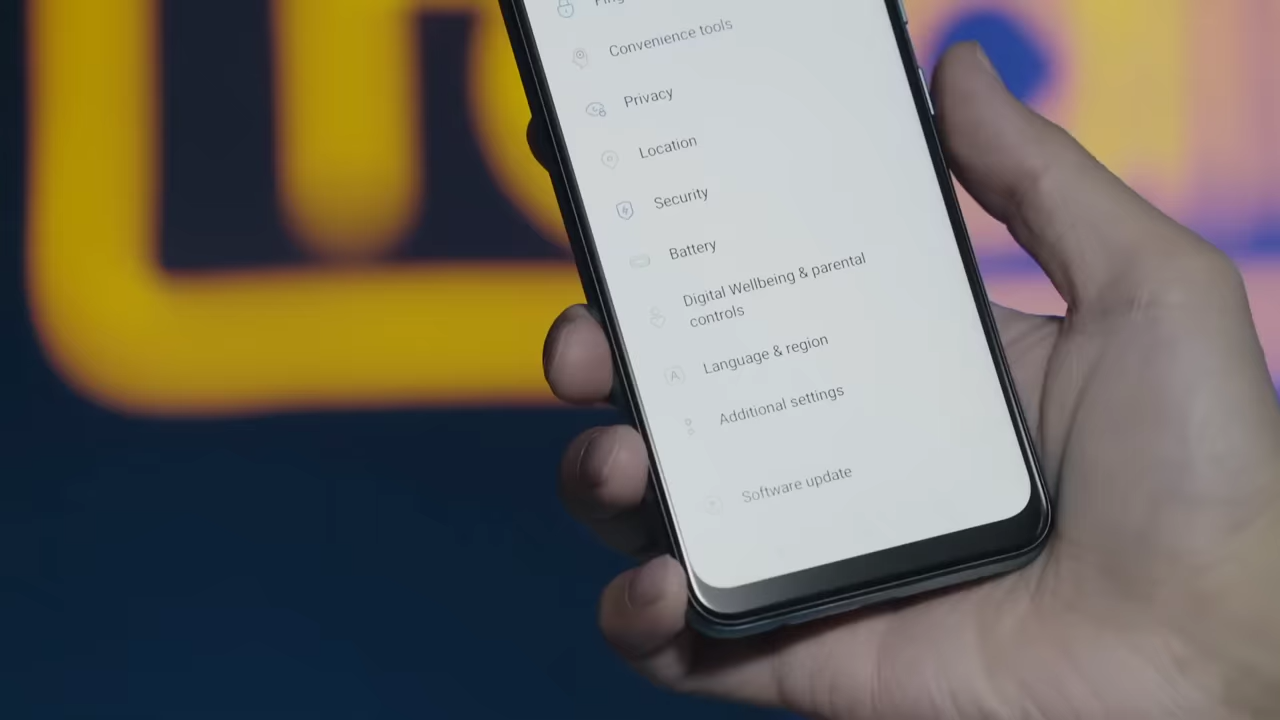 Convenience tools
Privacy
Location
Security
Battery
Digital Wellbeing & parental
controls
Language & region
Additional settings
Software update